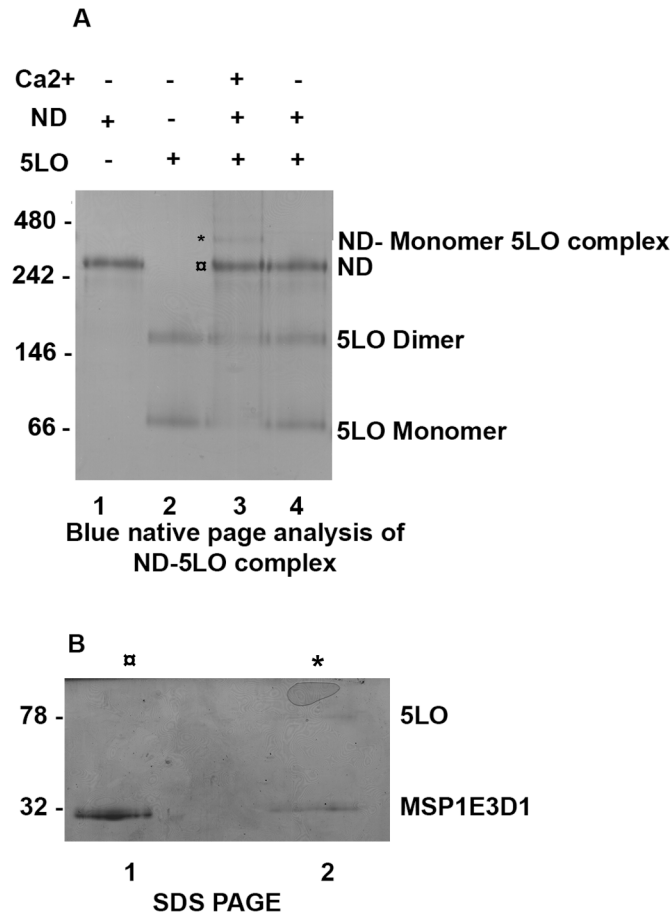 A
Ca2+ - - + -
ND + - + +
5LO - + + +
480 -
* ND- Monomer 5LO complex
¤ ND
242 -
5LO Dimer
146 -
66 - 5LO Monomer
1 2 3 4
Blue native page analysis of
ND-5LO complex
B
¤ *
78 - 5LO
32 - MSP1E3D1
1 2
SDS PAGE